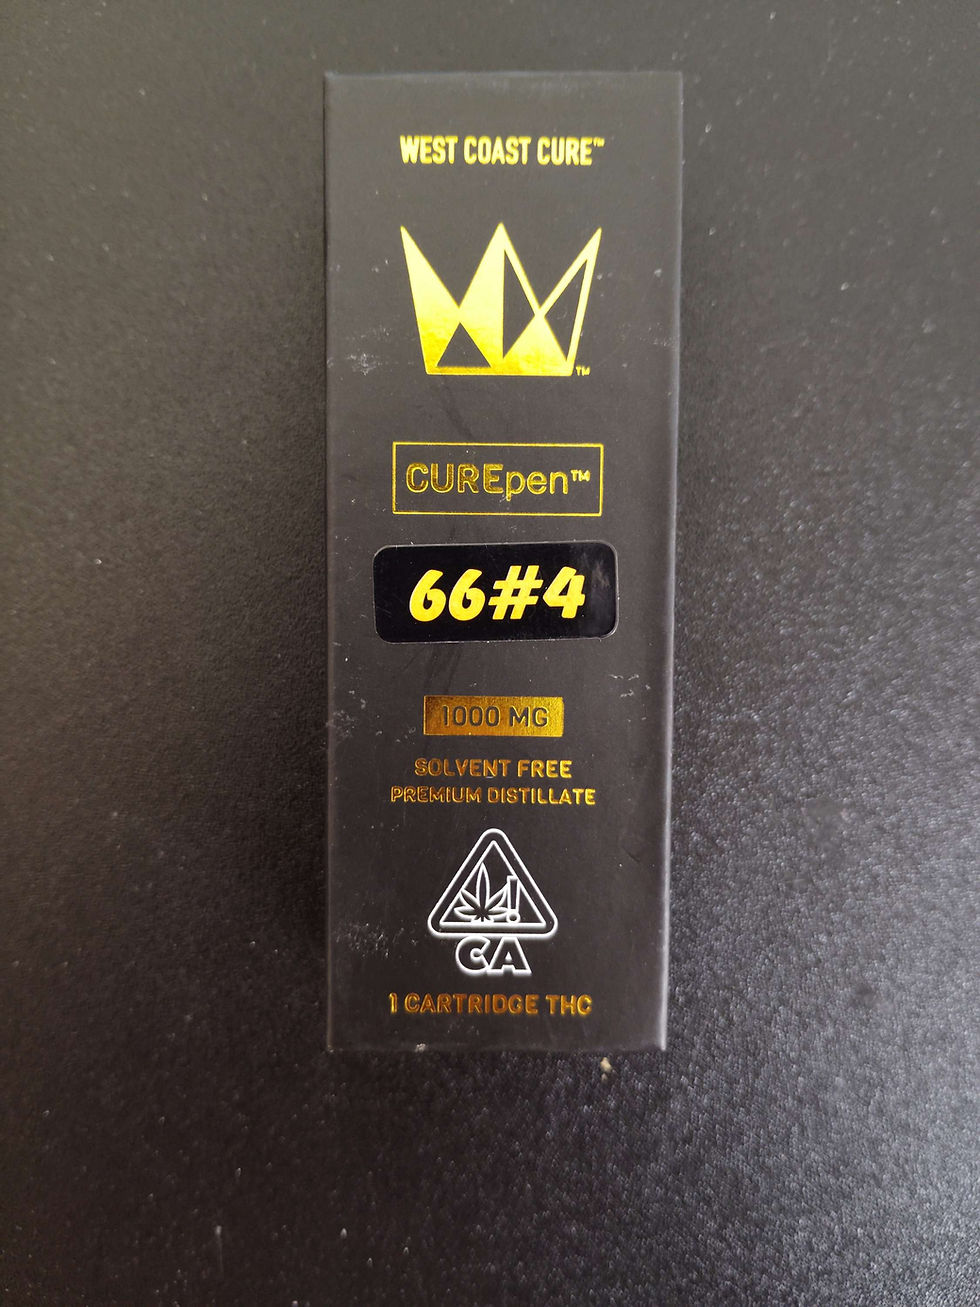 WEST COAST CURE™
™
CUREpen™
66#4
1000 MG
SOLVENT FREE
PREMIUM DISTILLATE
!
CA
1 CARTRIDGE THC